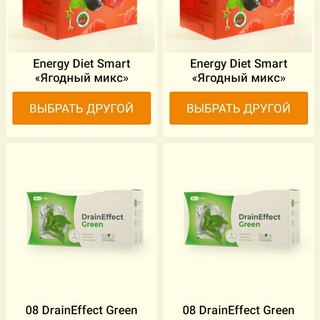 Energy Diet Smart
«Ягодный микс»
Energy Diet Smart
«Ягодный микс»
ВЫБРАТЬ ДРУГОЙ
ВЫБРАТЬ ДРУГОЙ
DrainEffect
Green
DrainEffect
Green
08 DrainEffect Green
08 DrainEffect Green